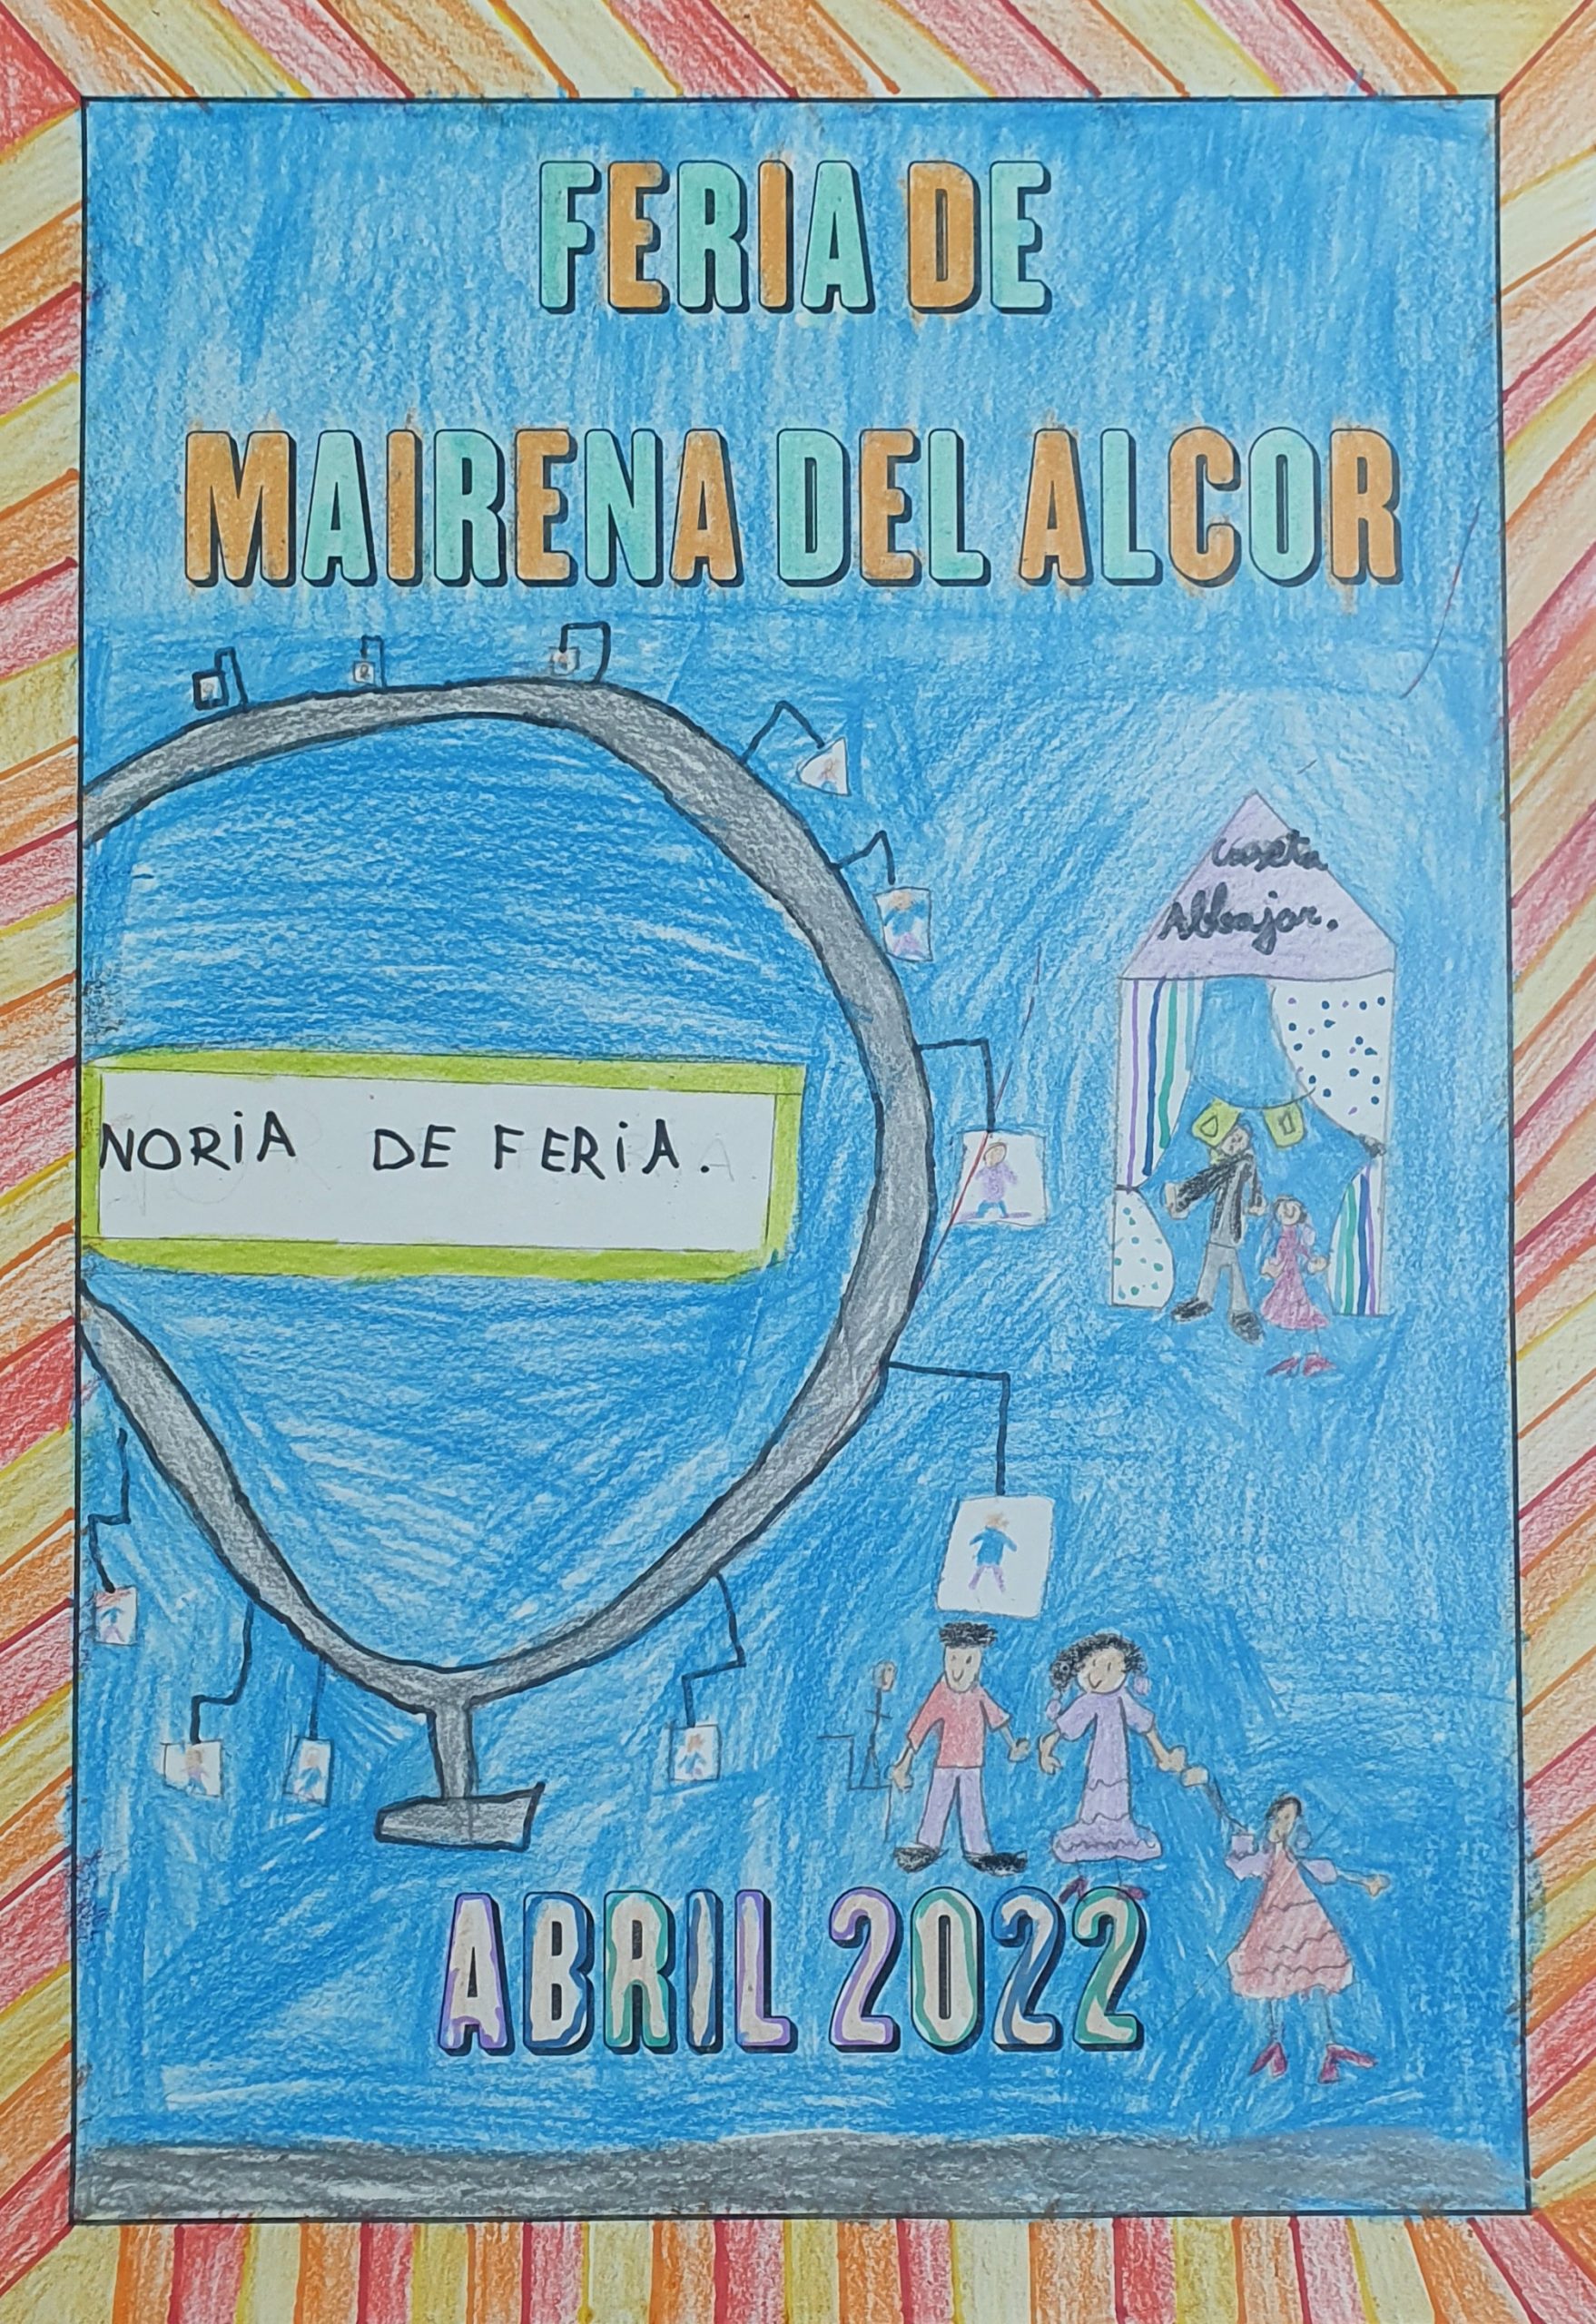 FERIA DE
MAIRENA DEL ALCOR
caseta
Albajar.
NORIA DE FERIA.
ABRIL 2022